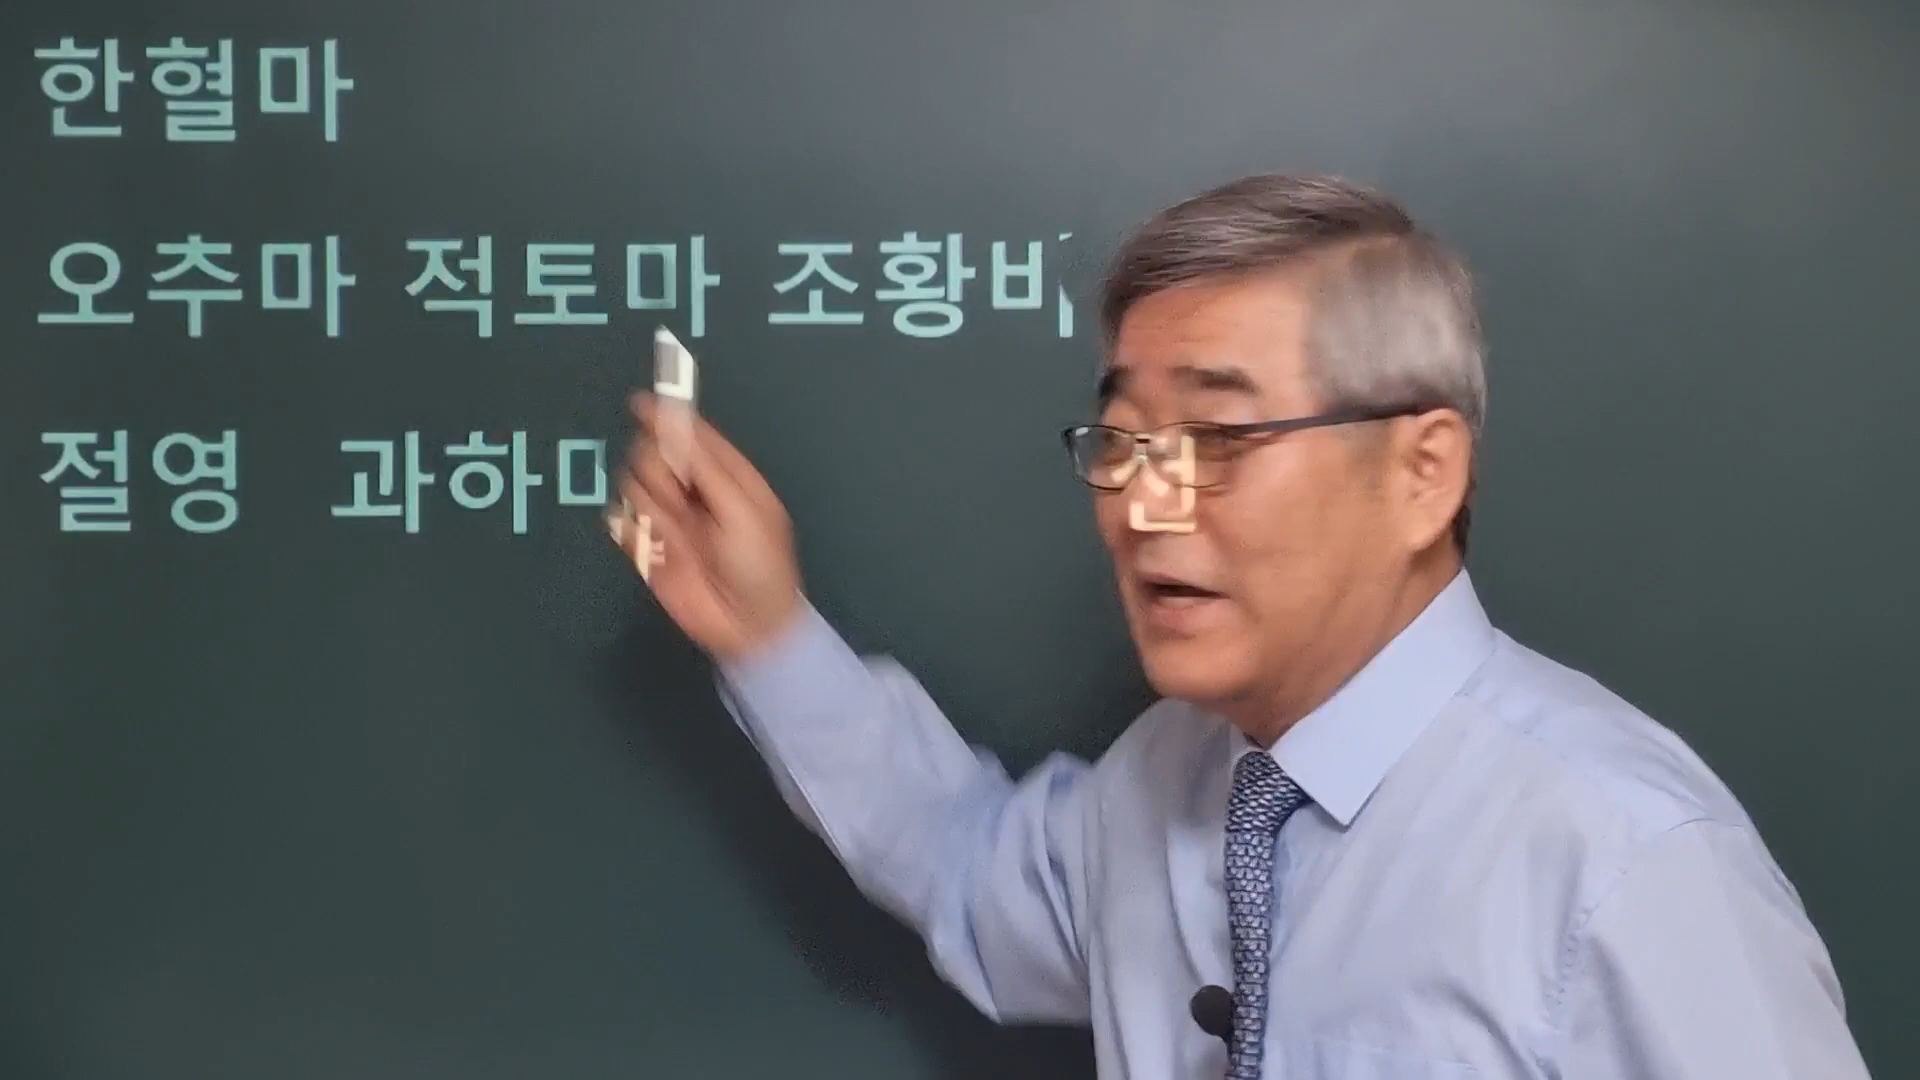 한혈마
오추마 적토마 조황비
절영 과하마